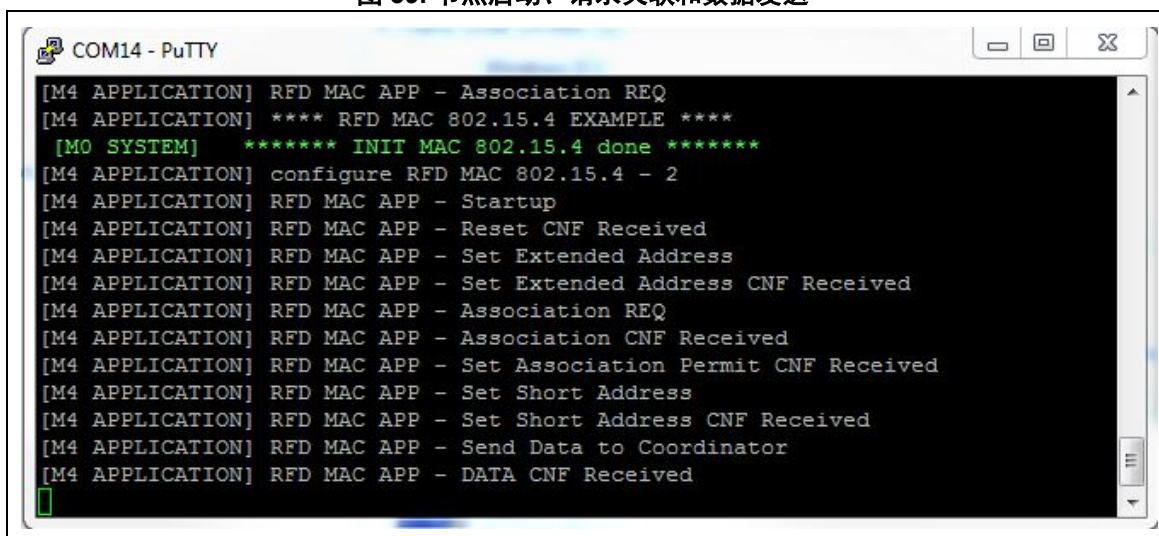 COM14 - PuTTY
[M4 APPLICATION] RFD MAC APP - Association REQ
[M4 APPLICATION] **** RFD MAC 802.15.4 EXAMPLE ****
[M0 SYSTEM] ******* INIT MAC 802.15.4 done *******
[M4 APPLICATION] configure RFD MAC 802.15.4 - 2
[M4 APPLICATION] RFD MAC APP - Startup
[M4 APPLICATION] RFD MAC APP - Reset CNF Received
[M4 APPLICATION] RFD MAC APP - Set Extended Address
[M4 APPLICATION] RFD MAC APP - Set Extended Address CNF Received
[M4 APPLICATION] RFD MAC APP - Association REQ
[M4 APPLICATION] RFD MAC APP - Association CNF Received
[M4 APPLICATION] RFD MAC APP - Set Association Permit CNF Received
[M4 APPLICATION] RFD MAC APP - Set Short Address
[M4 APPLICATION] RFD MAC APP - Set Short Address CNF Received
[M4 APPLICATION] RFD MAC APP - Send Data to Coordinator
[M4 APPLICATION] RFD MAC APP - DATA CNF Received